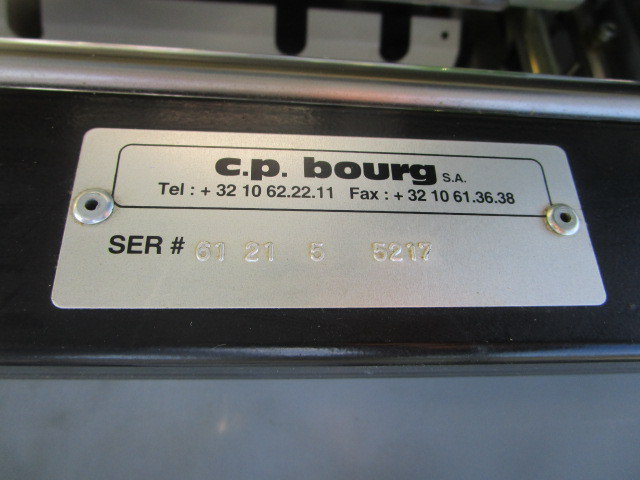 c.p. bourg S.A.
Tel : + 32 10 62.22.11 Fax : + 32 10 61.36.38
SER # 61 21 5 5217